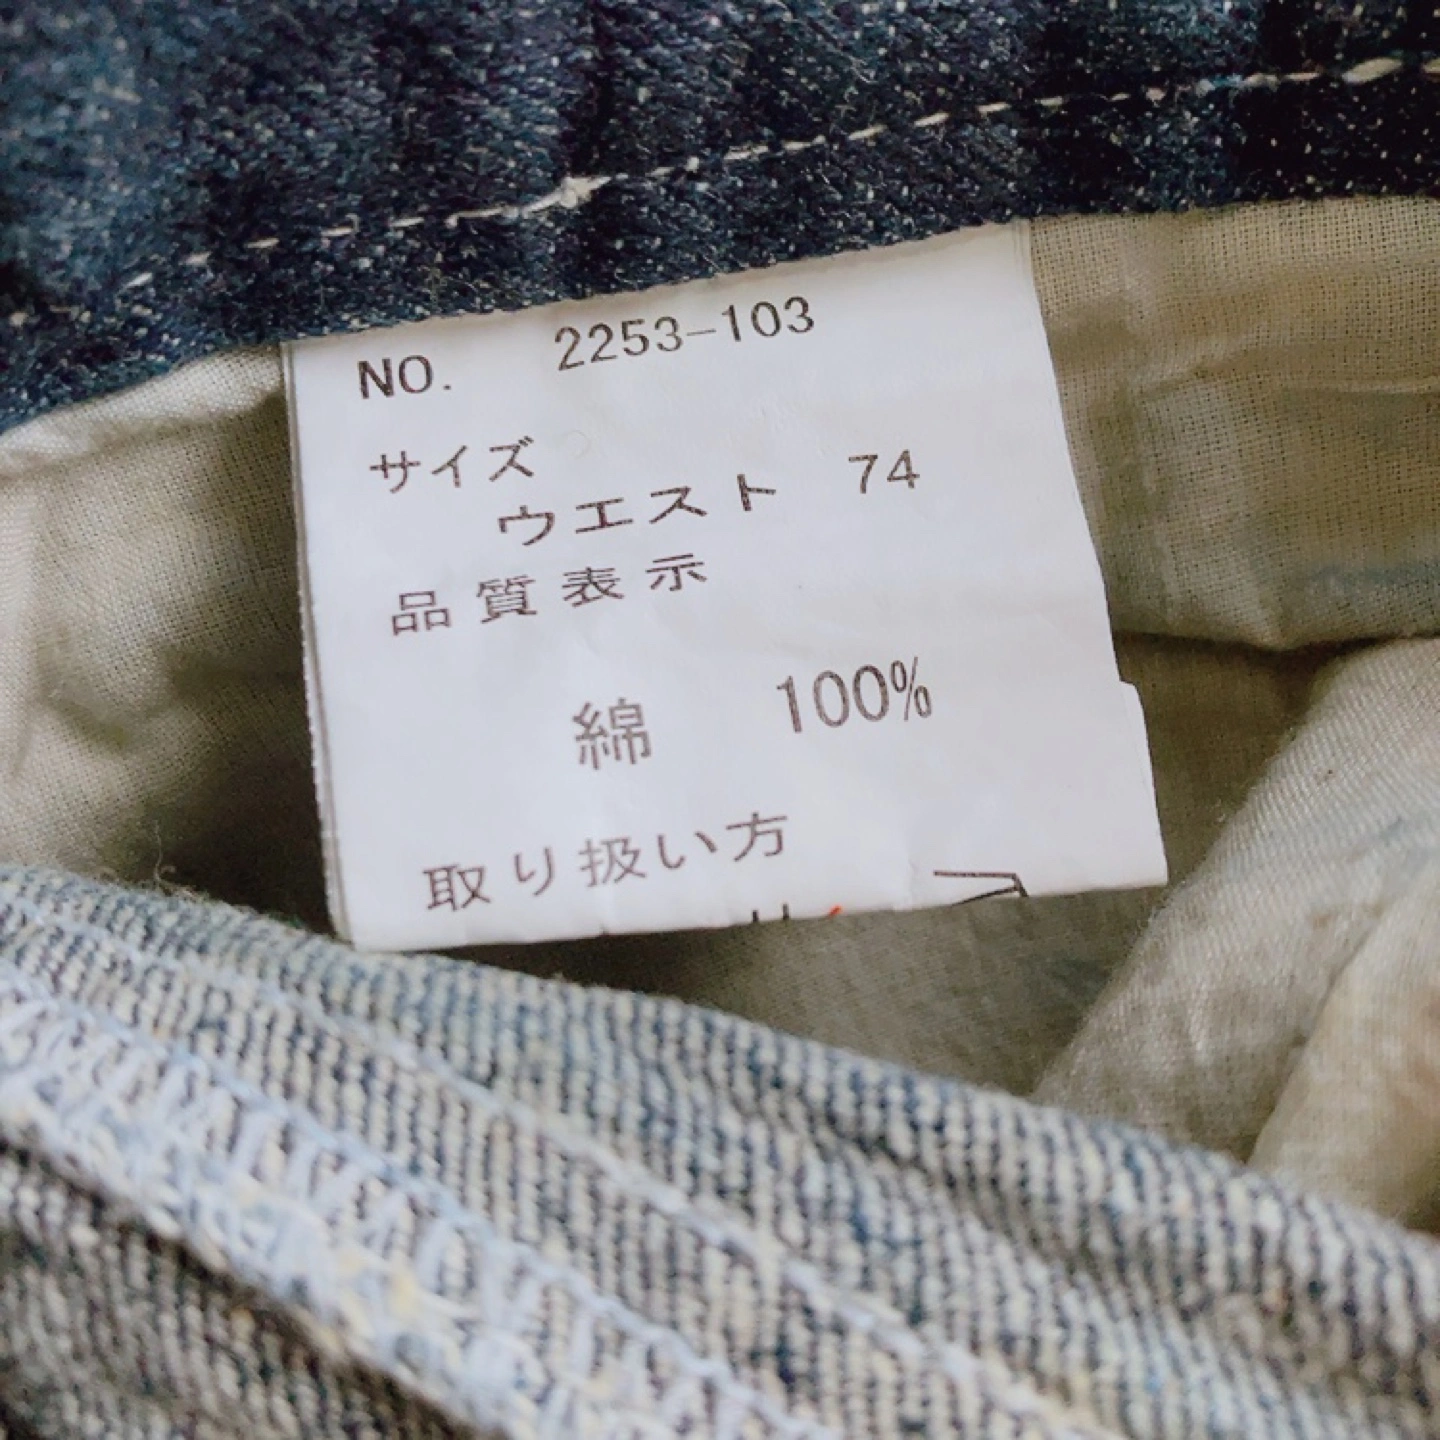 NO. 2253-103
サイズ
ウエスト 74
品質表示
綿 100%
取り扱い方